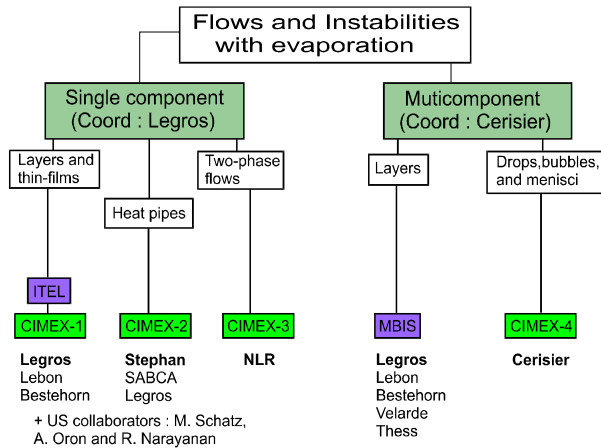 Flows and Instabilities
with evaporation
Single component
(Coord : Legros)
Muticomponent
(Coord : Cerisier)
Layers and
thin-films
Two-phase
flows
Layers
Drops,bubbles,
and menisci
Heat pipes
ITEL
CIMEX-1
CIMEX-2
CIMEX-3
MBIS
CIMEX-4
Legros
Lebon
Bestehorn
Stephan
SABCA
Legros
NLR
Legros
Lebon
Bestehorn
Velarde
Thess
Cerisier
+ US collaborators : M. Schatz,
A. Oron and R. Narayanan